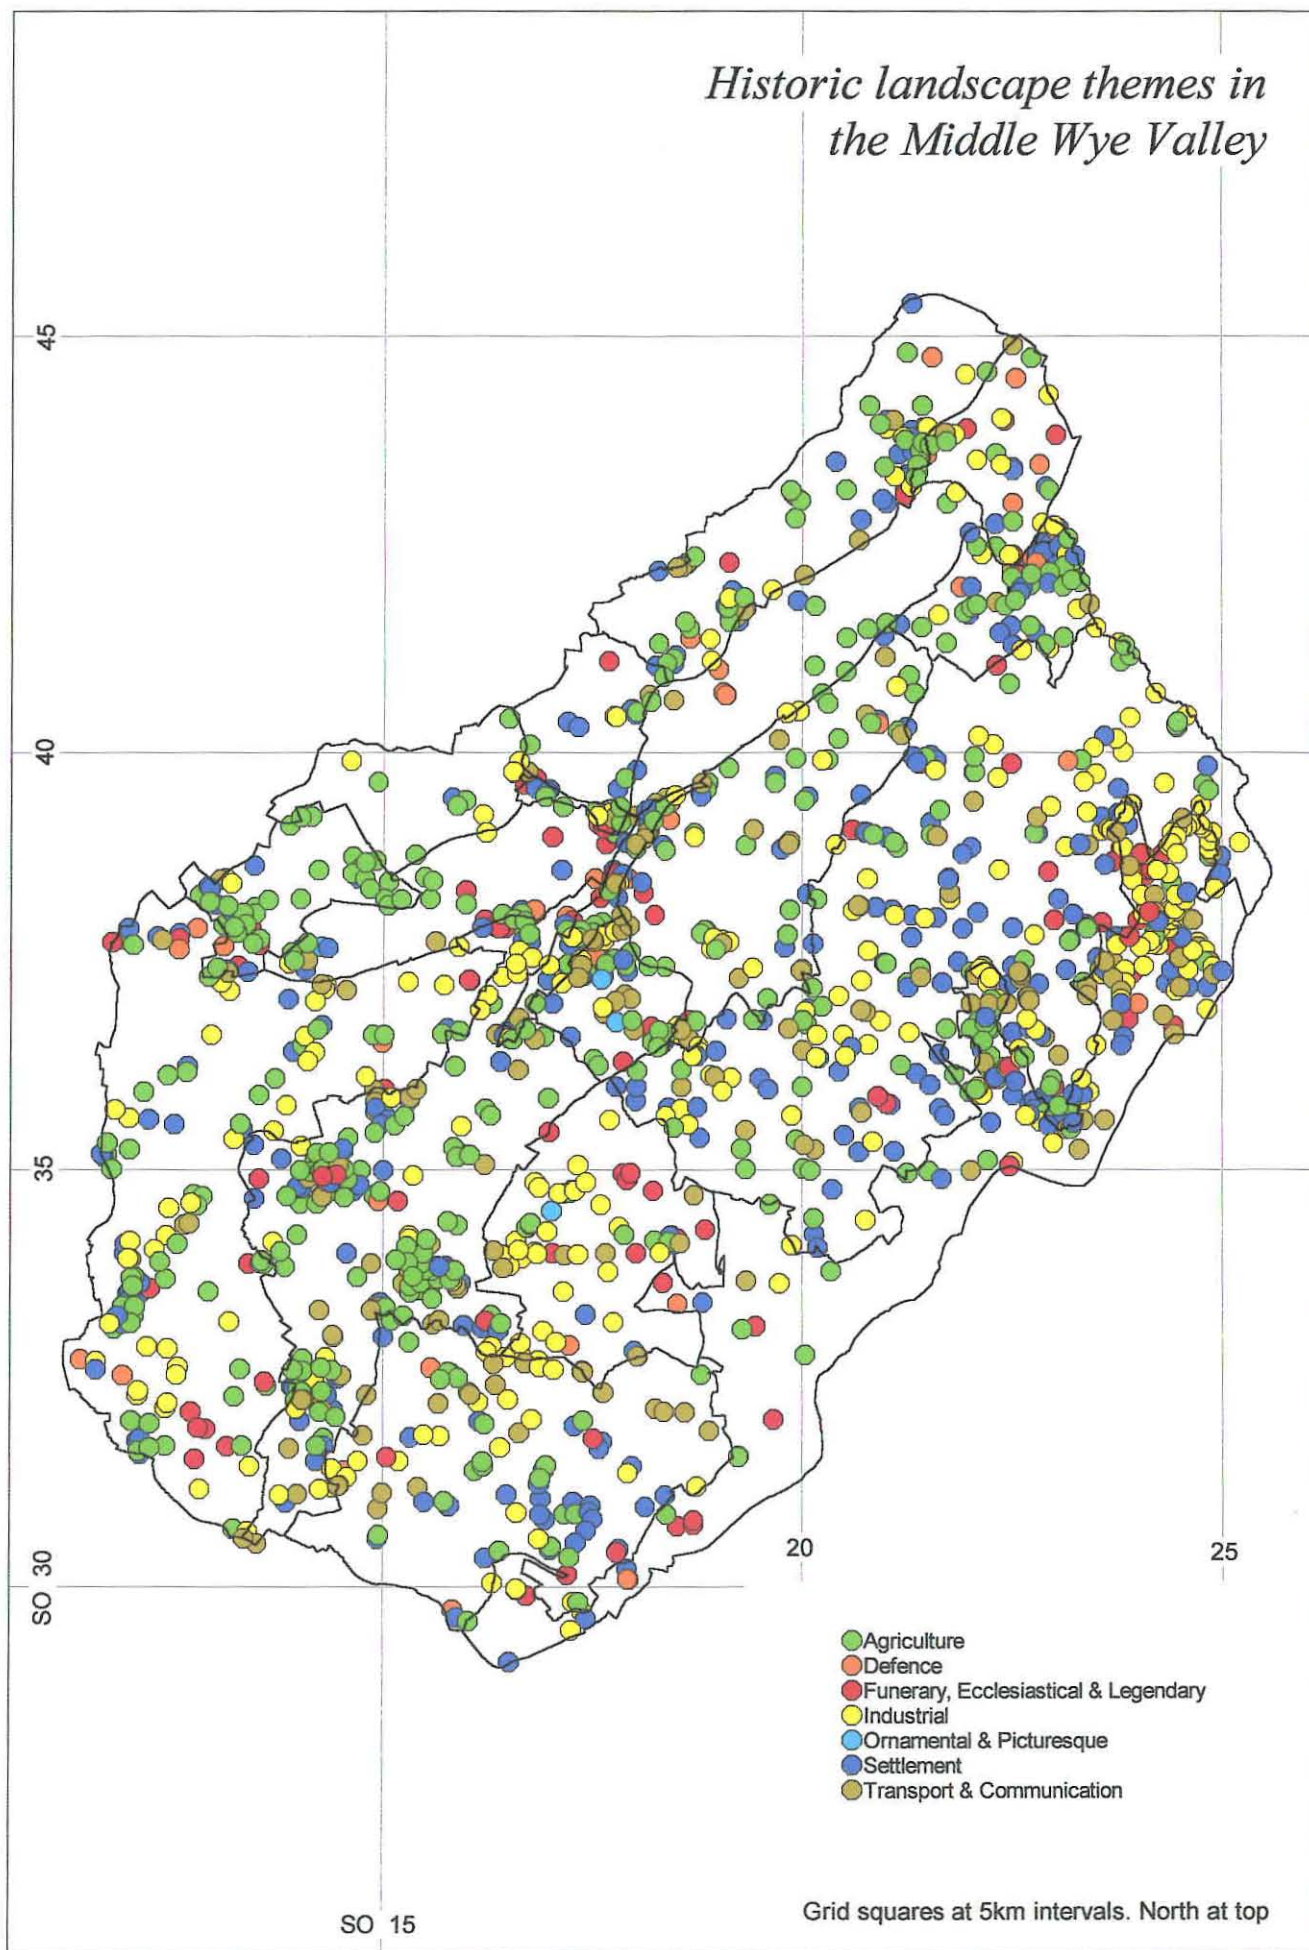 Historic landscape themes in
the Middle Wye Valley
45
40
35
SO 30
20
25
Agriculture
Defence
Funerary, Ecclesiastical & Legendary
Industrial
Ornamental & Picturesque
Settlement
Transport & Communication
SO 15
Grid squares at 5km intervals. North at top